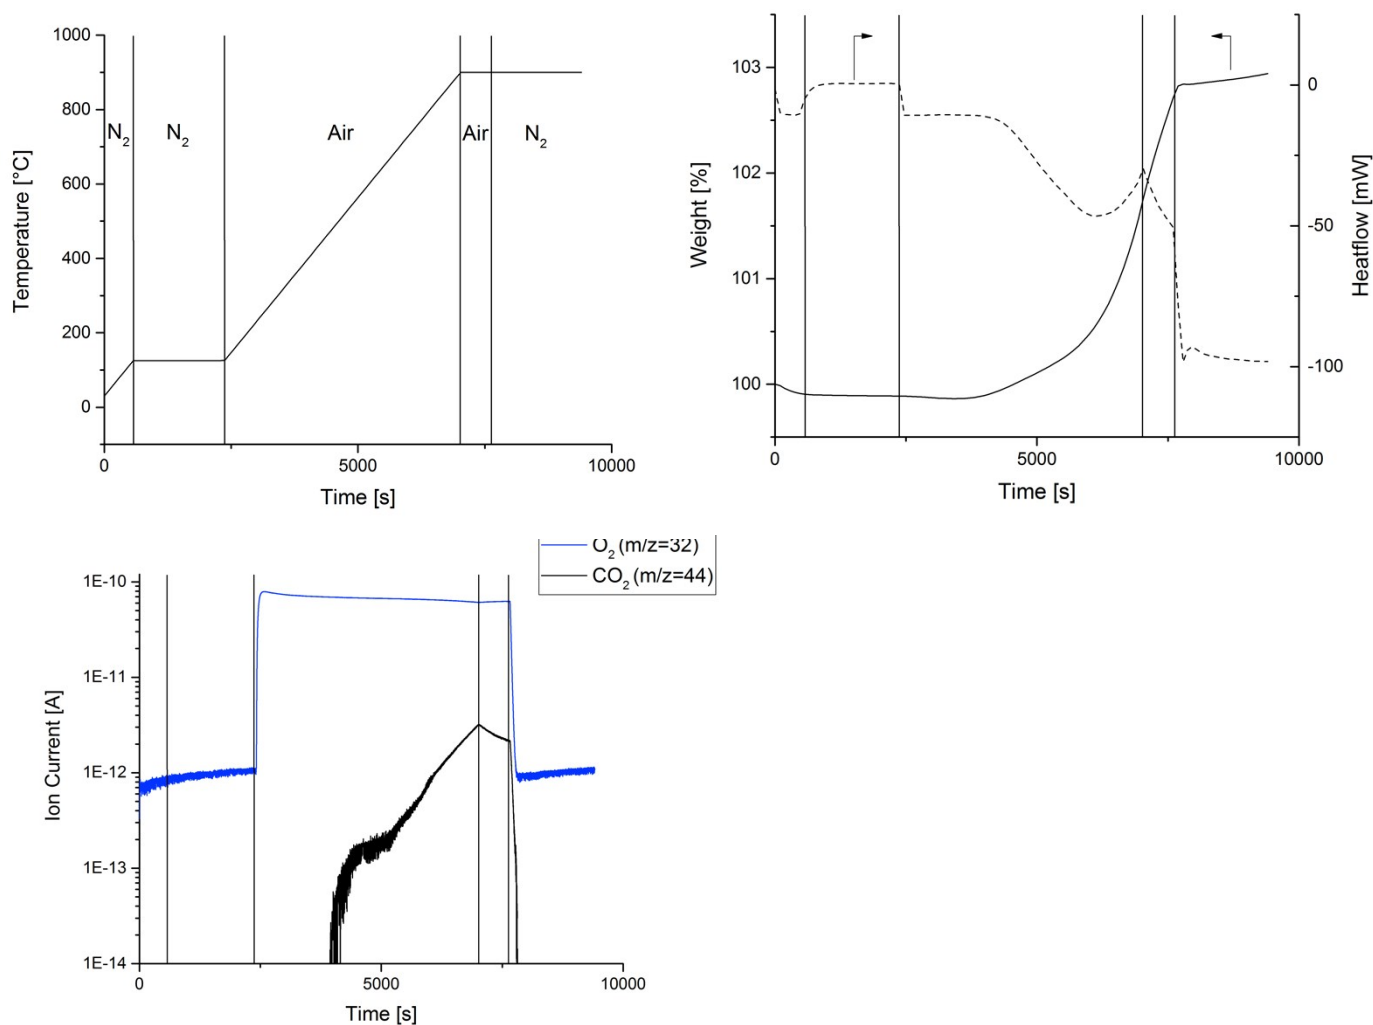 1000
800
600
400
200
0
Temperature [°C]
N2
N2
Air
Air
N2
0
5000
10000
Time [s]
103
102
101
100
Weight [%]
0
-50
-100
Heatflow [mW]
0
5000
10000
Time [s]
O2 (m/z=32)
CO2 (m/z=44)
1E-10
1E-11
1E-12
1E-13
1E-14
Ion Current [A]
0
5000
10000
Time [s]